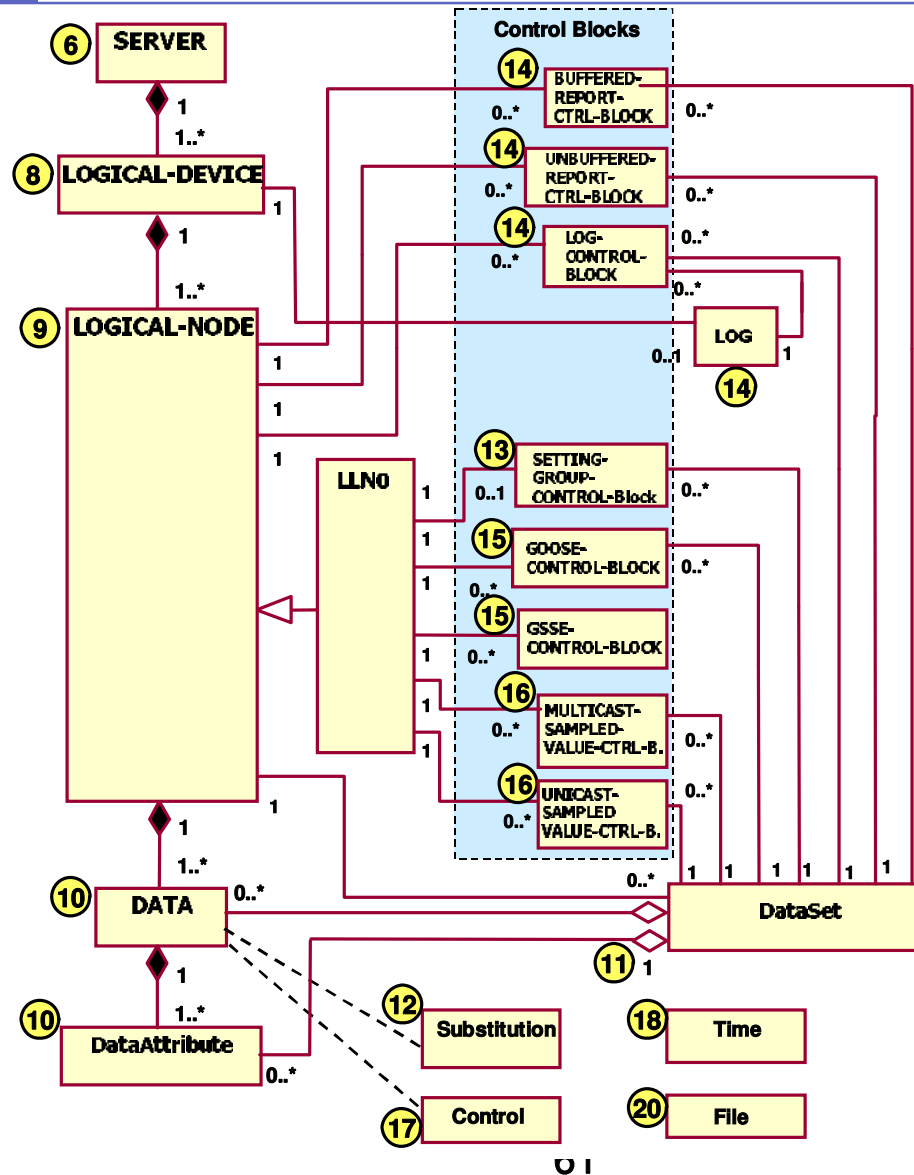 Control Blocks
6
SERVER
1
1..*
8
LOGICAL-DEVICE
1
1
1..*
9
LOGICAL-NODE
1
1
1
14
BUFFERED-
REPORT-
CTRL-BLOCK
0..*
0..*
14
UNBUFFERED-
REPORT-
CTRL-BLOCK
0..*
0..*
14
LOG-
CONTROL-
BLOCK
0..*
0..*
0..*
LOG
0..1
1
14
LLN0
1
1
1
1
1
1
13
SETTING-
GROUP-
CONTROL-Block
0..1
0..*
15
GOOSE-
CONTROL-BLOCK
0..*
0..*
15
GSSE-
CONTROL-BLOCK
0..*
16
MULTICAST-
SAMPLED-
VALUE-CTRL-B.
0..*
0..*
16
UNICAST-
SAMPLED
VALUE-CTRL-B.
0..*
0..*
1
1
1..*
0..*
0..*
1 1 1 1 1 1
10
DATA
DataSet
11
1
1
1..*
10
DataAttribute
0..*
12
Substitution
18
Time
17
Control
20
File